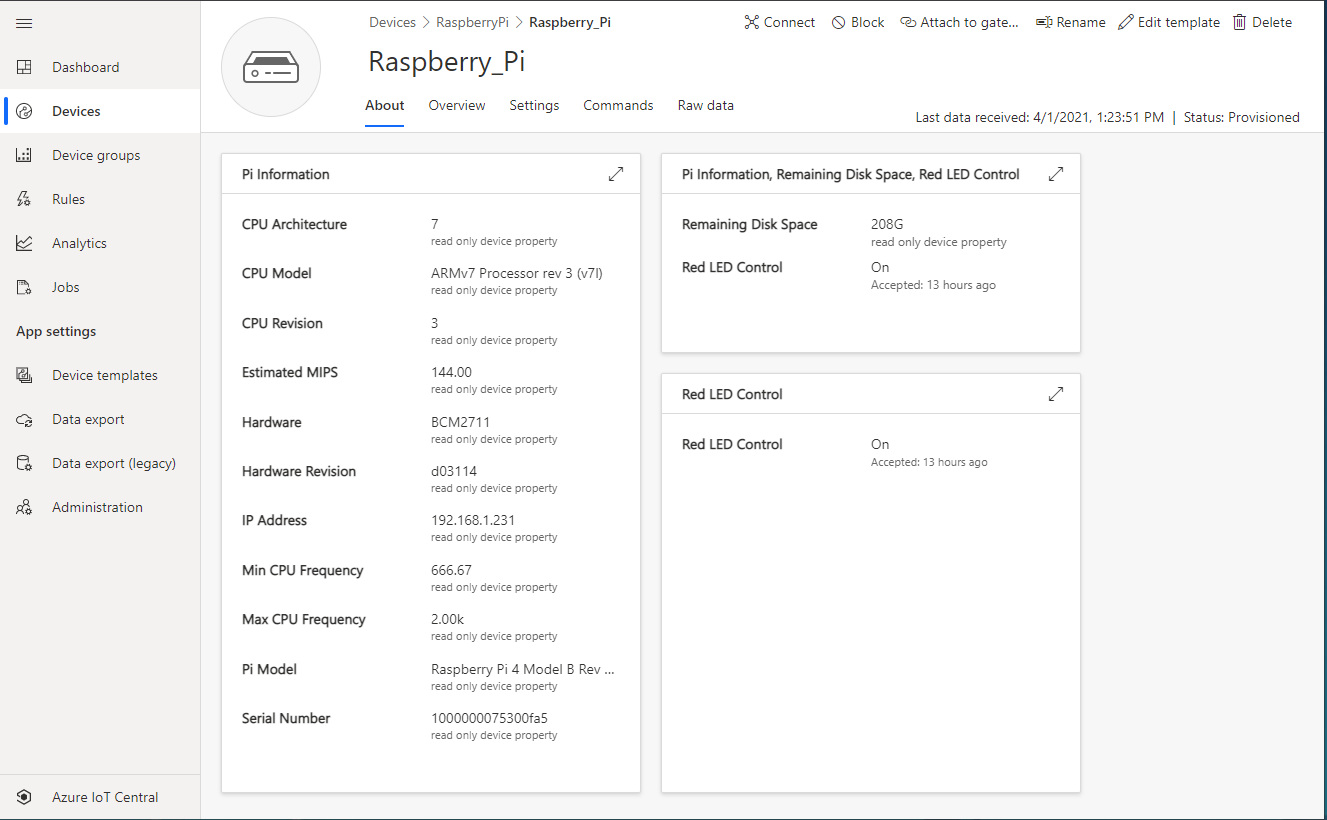 Dashboard
Devices
Device groups
Rules
Analytics
Jobs
App settings
Device templates
Data export
Data export (legacy)
Administration
Azure IoT Central
Devices > RaspberryPi > Raspberry_Pi
Connect Block Attach to gate... Rename Edit template Delete
Raspberry_Pi
About Overview Settings Commands Raw data
Last data received: 4/1/2021, 1:23:51 PM | Status: Provisioned
Pi Information
CPU Architecture 7
read only device property
CPU Model ARMv7 Processor rev 3 (v7l)
read only device property
CPU Revision 3
read only device property
Estimated MIPS 144.00
read only device property
Hardware BCM2711
read only device property
Hardware Revision d03114
read only device property
IP Address 192.168.1.231
read only device property
Min CPU Frequency 666.67
read only device property
Max CPU Frequency 2.00k
read only device property
Pi Model Raspberry Pi 4 Model B Rev ...
read only device property
Serial Number 1000000075300fa5
read only device property
Pi Information, Remaining Disk Space, Red LED Control
Remaining Disk Space 208G
read only device property
Red LED Control On
Accepted: 13 hours ago
Red LED Control
Red LED Control On
Accepted: 13 hours ago